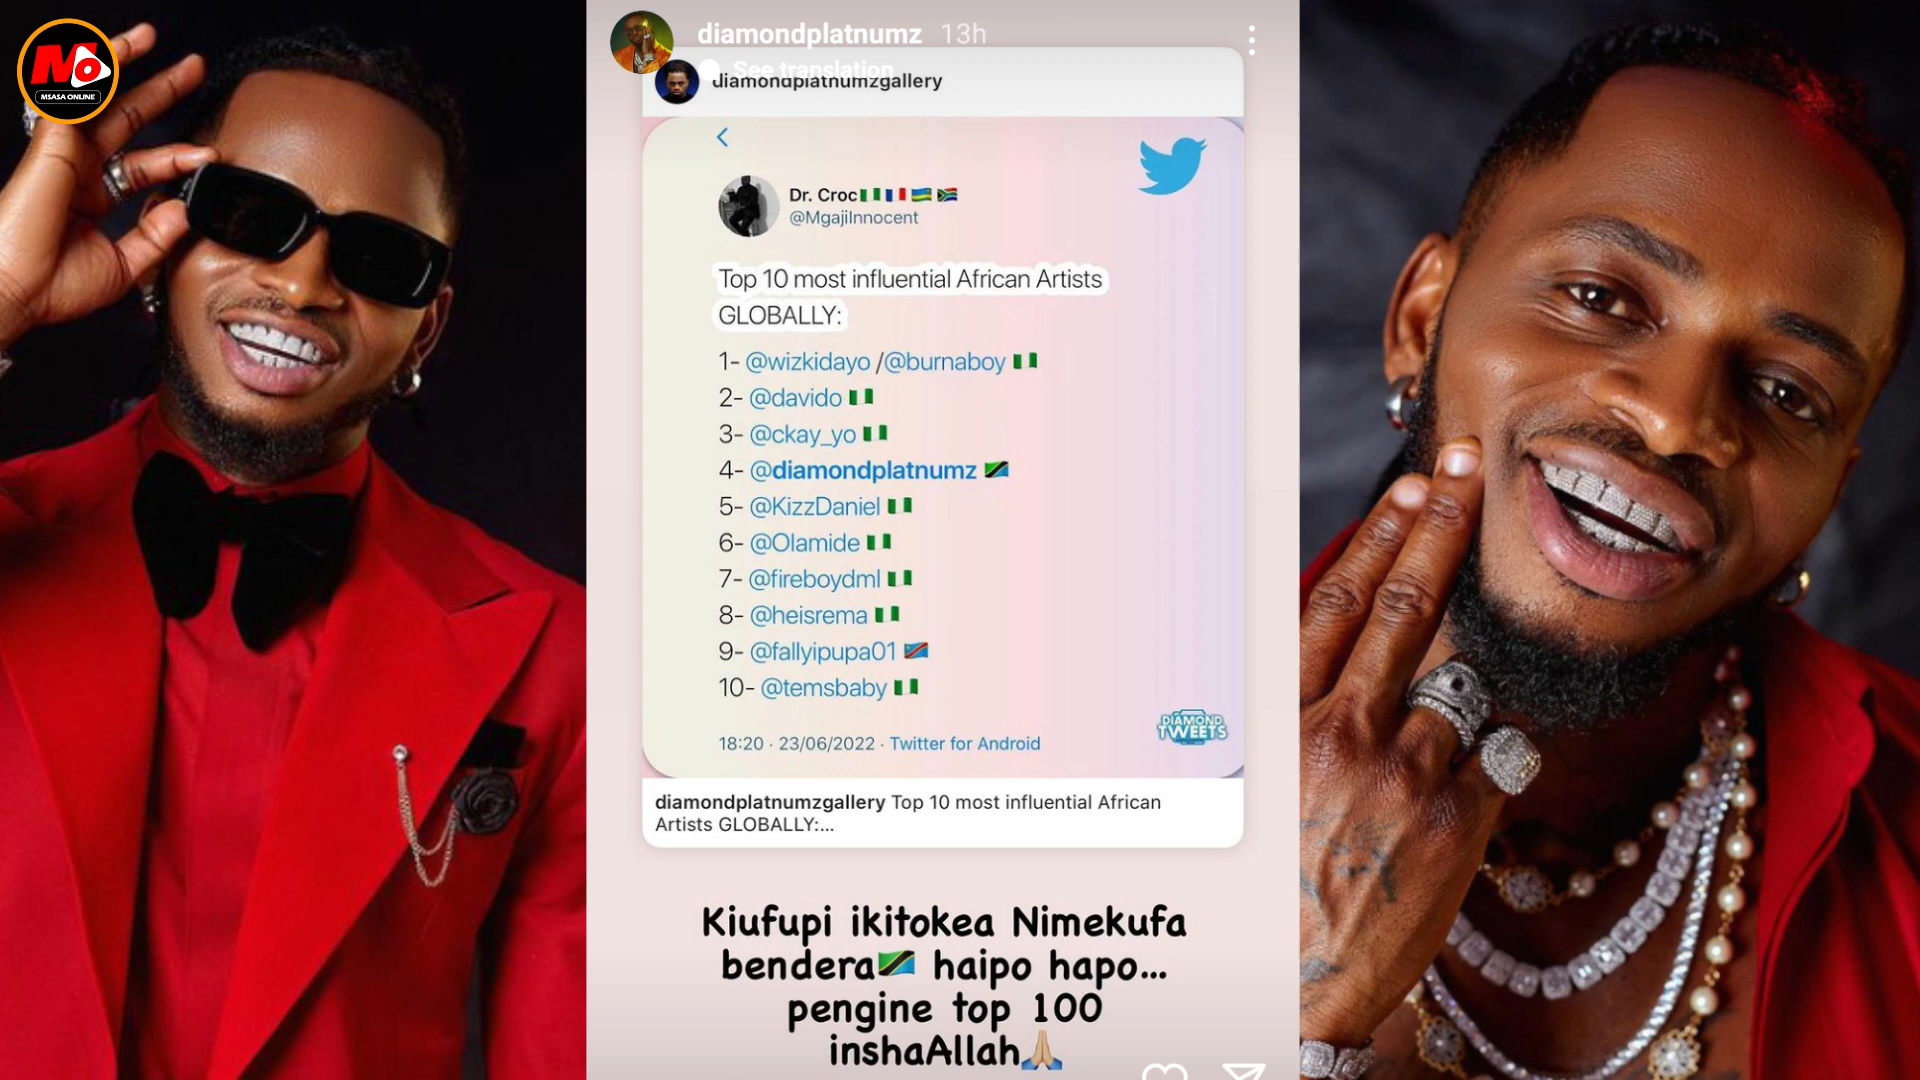 MO
MSASA ONLINE
diamondplatnumz 13h
See translation
diamondplatnumzgallery
Dr. Croc🇳🇬🇫🇷🇷🇼🇿🇦
@MgajiInnocent
Top 10 most influential African Artists
GLOBALLY:
1- @wizkidayo /@burnaboy 🇳🇬
2- @davido 🇳🇬
3- @ckay_yo 🇳🇬
4- @diamondplatnumz 🇹🇿
5- @KizzDaniel 🇳🇬
6- @Olamide 🇳🇬
7- @fireboydml 🇳🇬
8- @heisrema 🇳🇬
9- @fallyipupa01 🇨🇩
10- @temsbaby 🇳🇬
18:20 · 23/06/2022 · Twitter for Android
DIAMOND
TWEETS
diamondplatnumzgallery Top 10 most influential African
Artists GLOBALLY:...
Kiufupi ikitokea Nimekufa
bendera🇹🇿 haipo hapo...
pengine top 100
inshaAllah🙏🏼